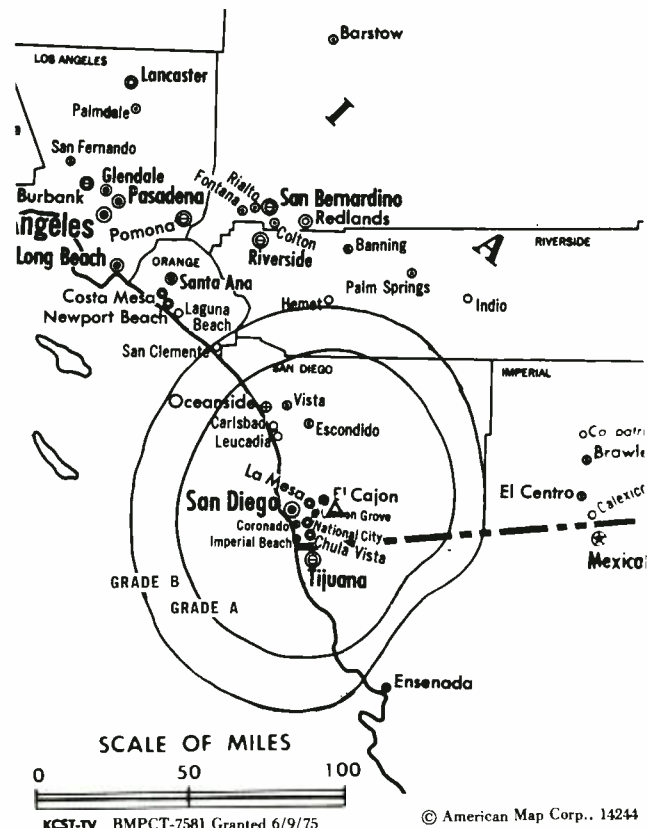 Barstow
LOS ANGELES
Lancaster
Palmdale
I
San Fernando
Glendale
Burbank
Pasadena
Rialto
Fontana
San Bernardino
ngeles
Pomona
Redlands
Colton
Riverside
Banning
A
RIVERSIDE
Long Beach
ORANGE
Santa Ana
Palm Springs
Costa Mesa
Newport Beach
Laguna
Beach
Hemet
Indio
San Clemente
SAN DIEGO
IMPERIAL
Oceanside
Vista
Carlsbad
Leucadia
Escondido
Brawle
La Mesa
El Cajon
El Centro
Calexico
San Diego
Grove
Coronado
National City
Imperial Beach
Chula Vista
Mexical
Tijuana
GRADE B
GRADE A
Ensenada
SCALE OF MILES
0 50 100
KCST-TV BMPCT-7581 Granted 6/9/75
© American Map Corp., 14244